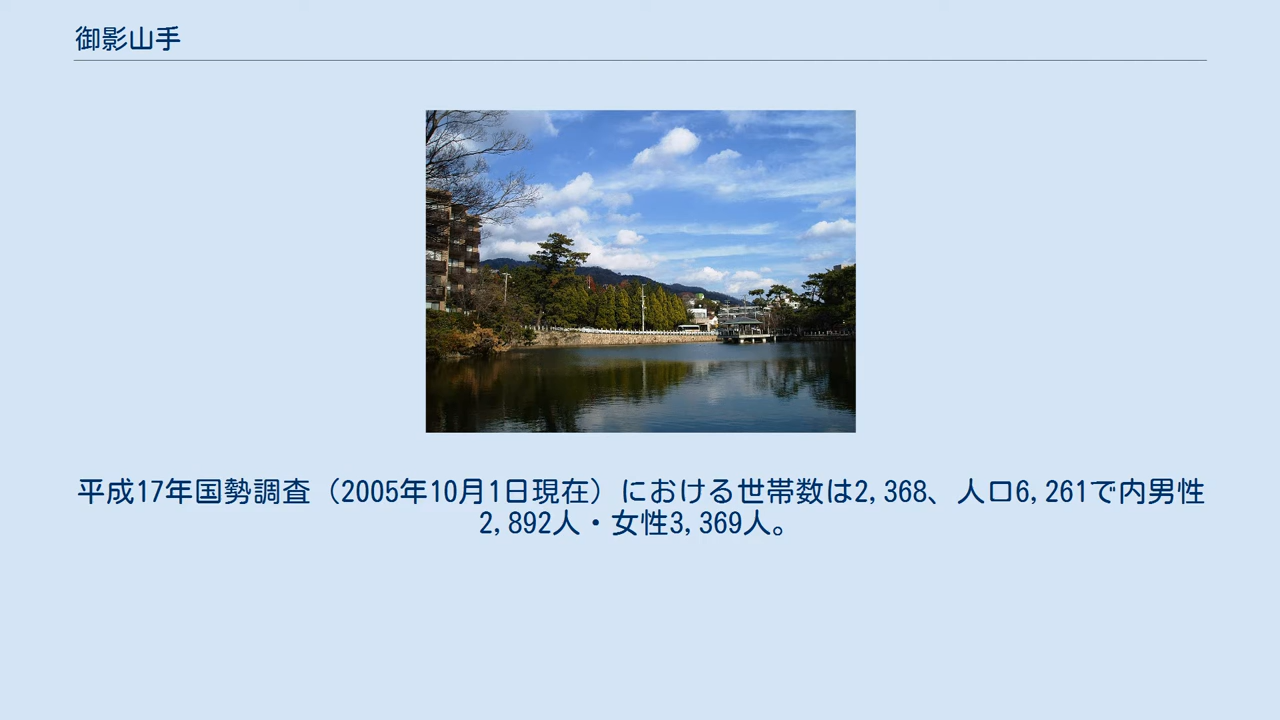 御影山手
平成17年国勢調査（2005年10月1日現在）における世帯数は2,368、人口6,261で内男性
2,892人・女性3,369人。